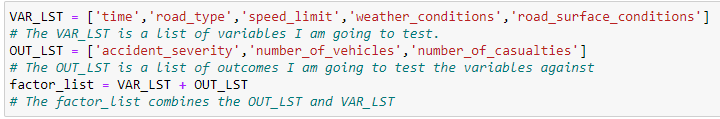 VAR_LST = ['time','road_type','speed_limit','weather_conditions','road_surface_conditions']
# The VAR_LST is a list of variables I am going to test.
OUT_LST = ['accident_severity','number_of_vehicles','number_of_casualties']
# The OUT_LST is a list of outcomes I am going to test the variables against
factor_list = VAR_LST + OUT_LST
# The factor_list combines the OUT_LST and VAR_LST